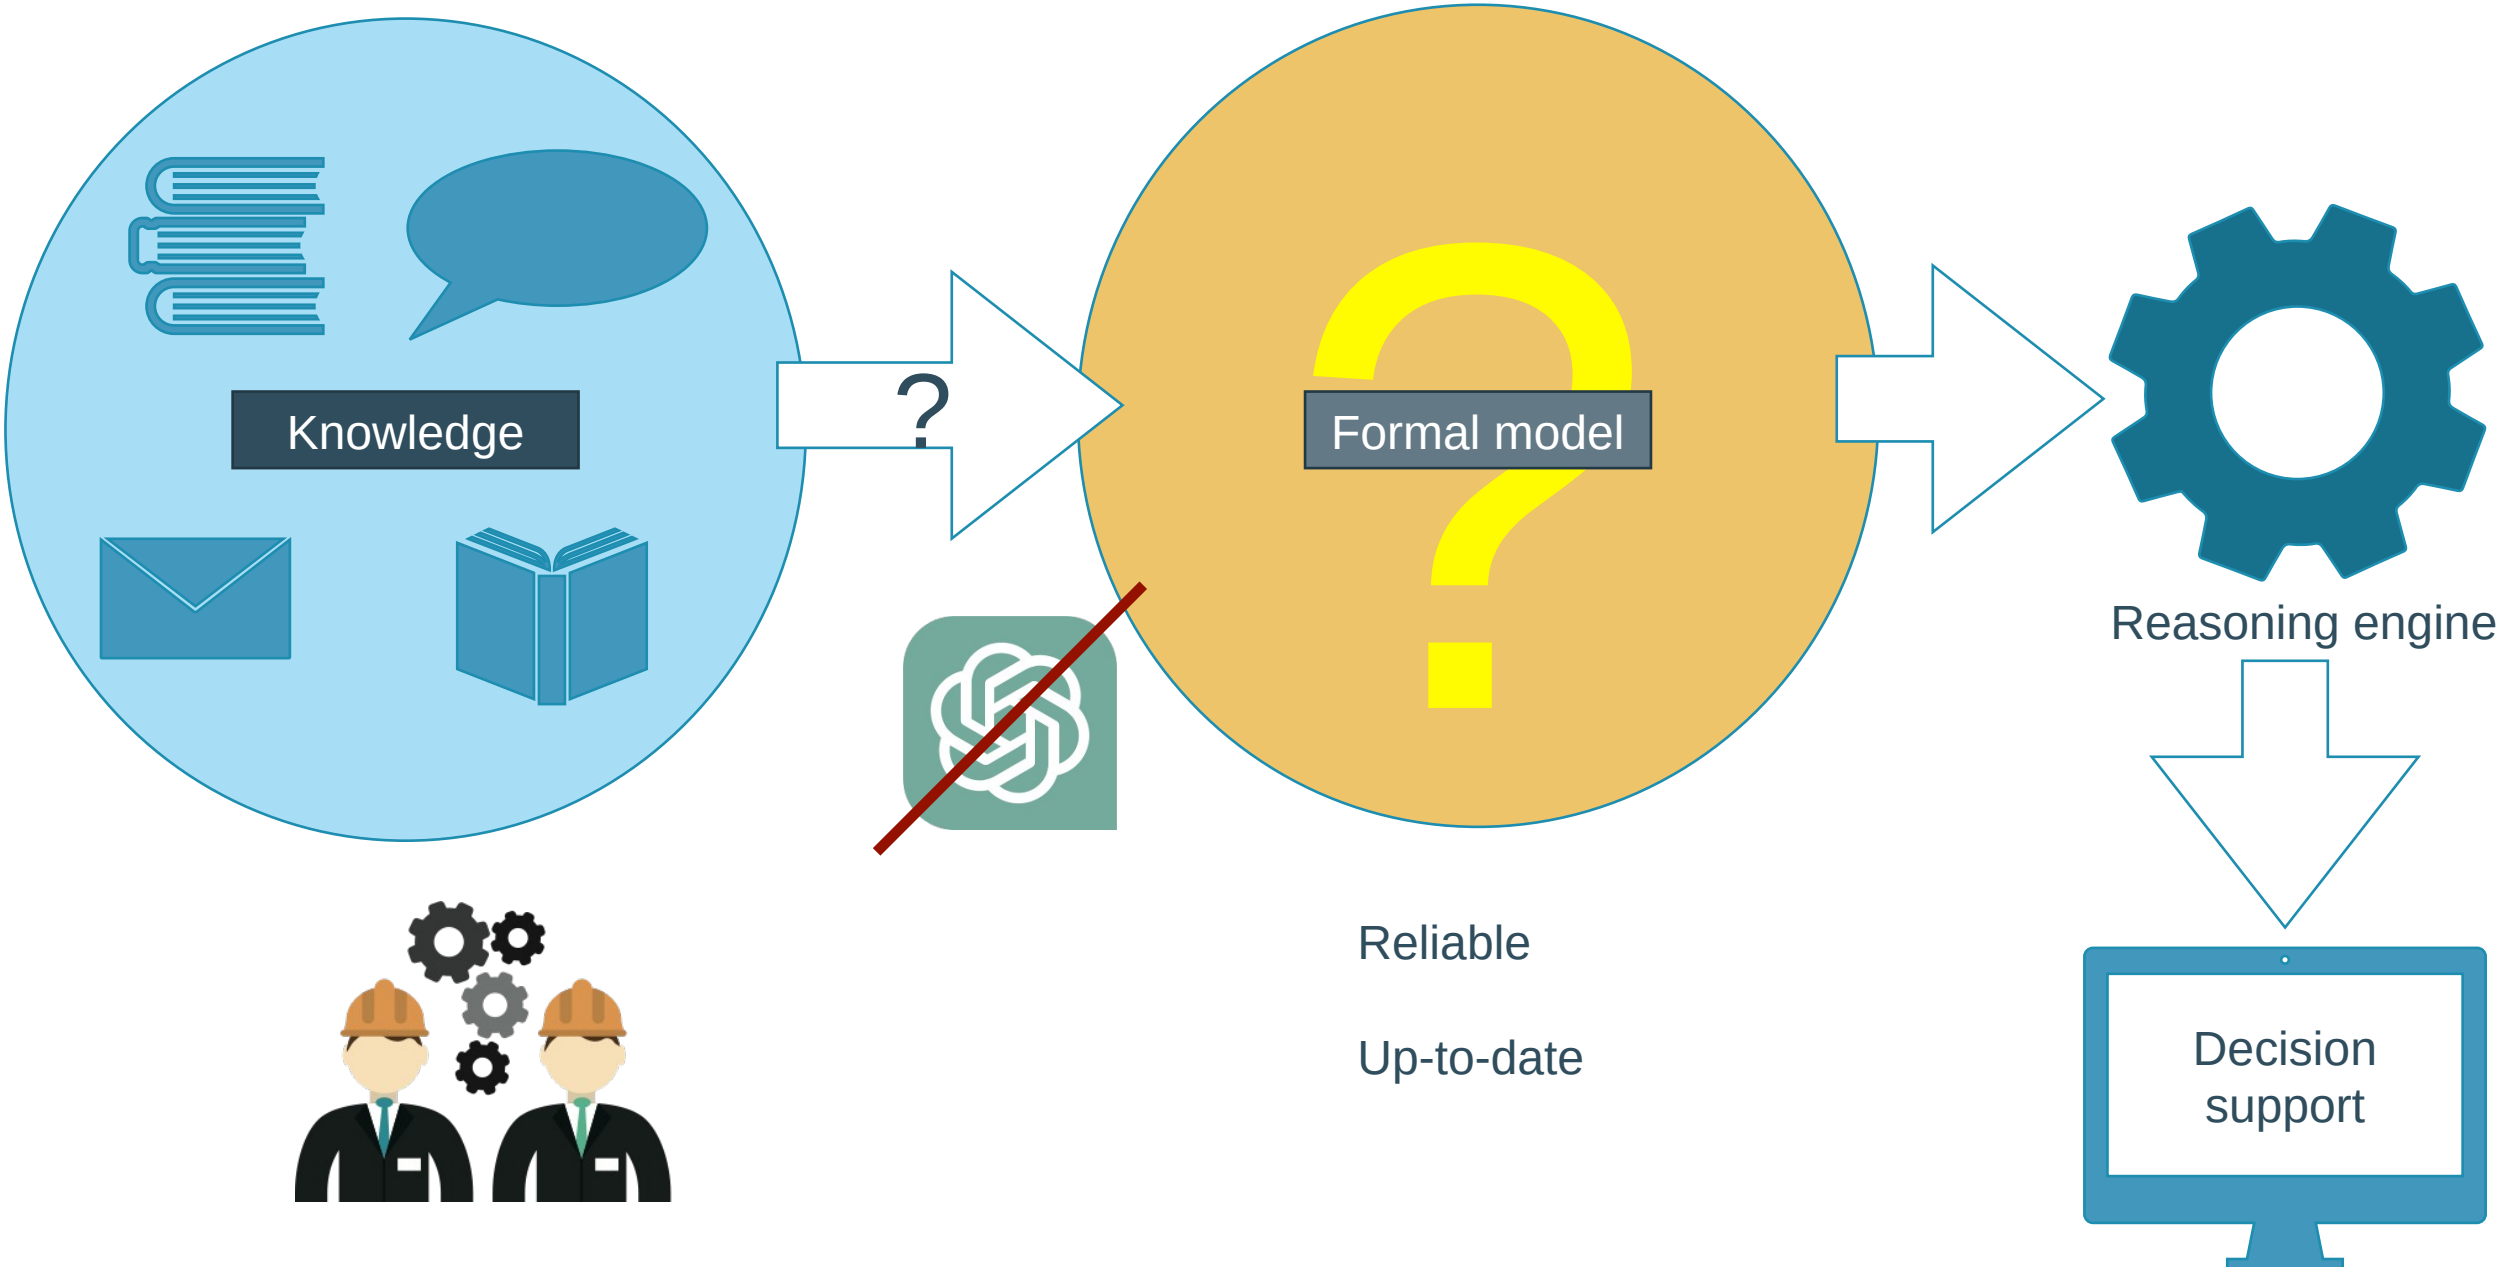 Knowledge
?
?
Formal model
Reasoning engine
Reliable
Up-to-date
Decision
support